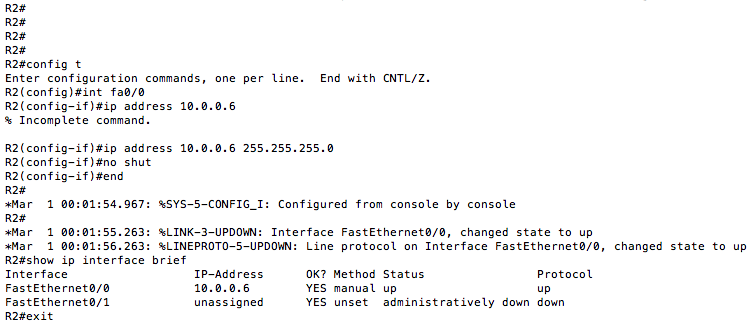 R2#
R2#
R2#
R2#
R2#config t
Enter configuration commands, one per line.  End with CNTL/Z.
R2(config)#int fa0/0
R2(config-if)#ip address 10.0.0.6
% Incomplete command.

R2(config-if)#ip address 10.0.0.6 255.255.255.0
R2(config-if)#no shut
R2(config-if)#end
R2#
*Mar  1 00:01:54.967: %SYS-5-CONFIG_I: Configured from console by console
R2#
*Mar  1 00:01:55.263: %LINK-3-UPDOWN: Interface FastEthernet0/0, changed state to up
*Mar  1 00:01:56.263: %LINEPROTO-5-UPDOWN: Line protocol on Interface FastEthernet0/0, changed state to up
R2#show ip interface brief
Interface                  IP-Address      OK? Method Status                Protocol
FastEthernet0/0            10.0.0.6        YES manual up                    up
FastEthernet0/1            unassigned      YES unset  administratively down down
R2#exit